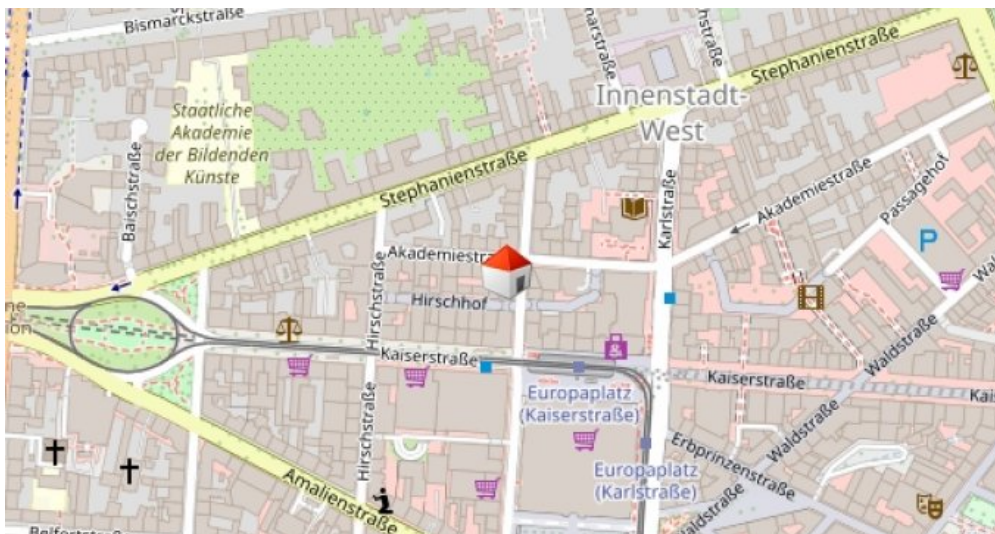 Bismarckstraße
Stephanienstraße
Innenstadt-
West
Staatliche
Akademie
der Bildenden
Künste
Baischstraße
Stephanienstraße
Karlstraße
Akademiestraße
Passagehof
Hirschstraße
Hirschhof
Kaiserstraße
Waldstraße
Kaiserstraße
Europaplatz
(Kaiserstraße)
Hirschstraße
Waldstraße
Erbprinzenstraße
Europaplatz
(Karlstraße)
Amalienstraße